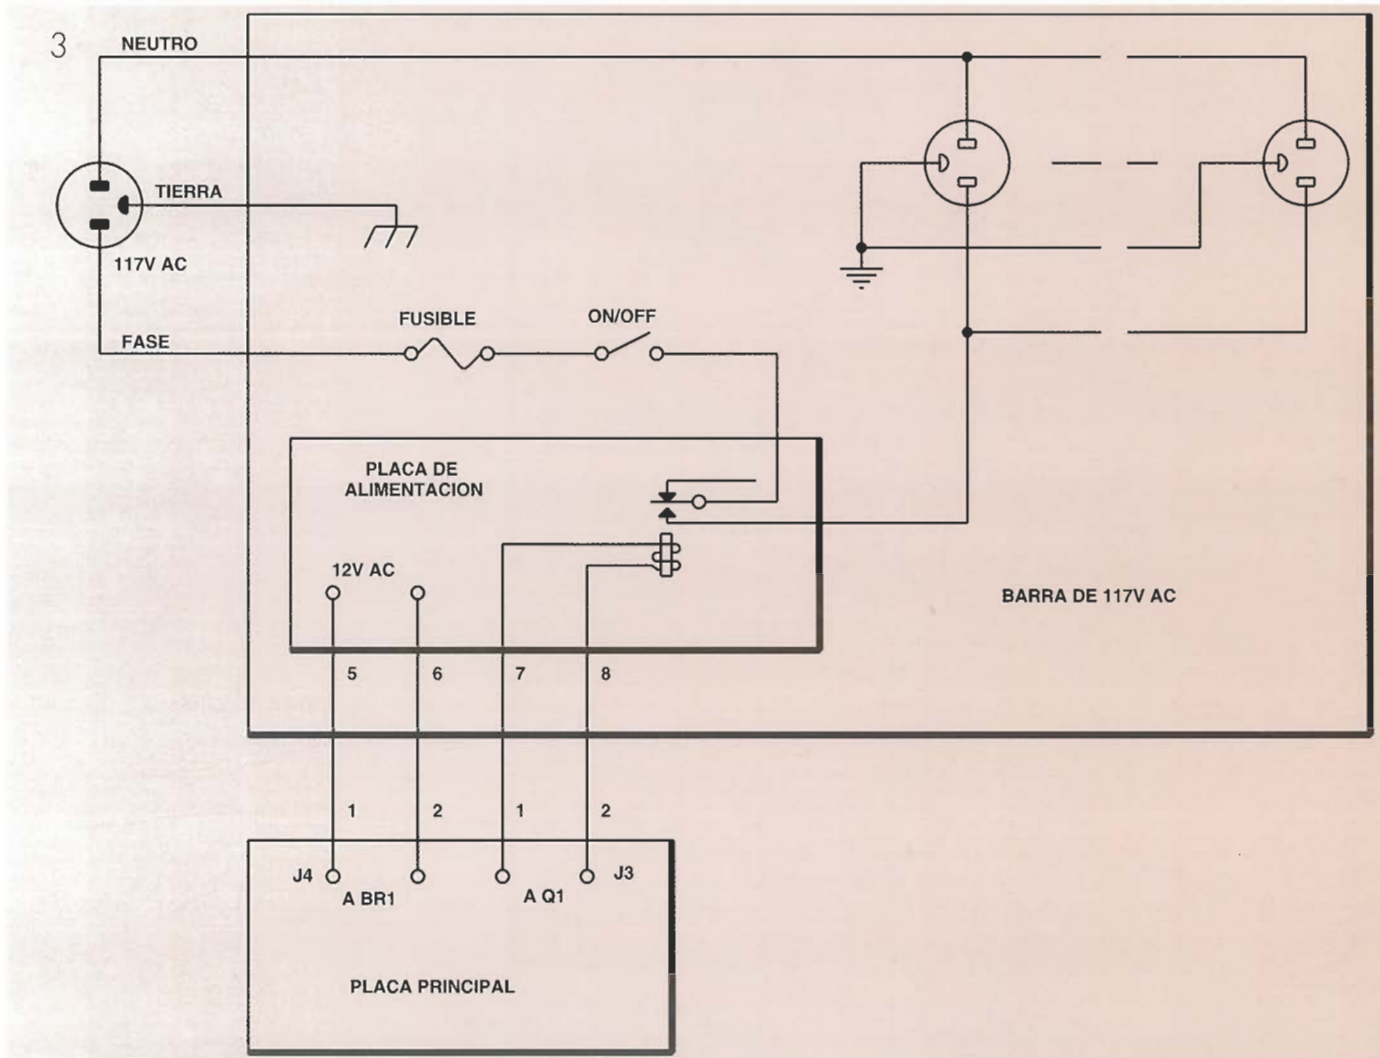 3
NEUTRO
TIERRA
117V AC
FASE
FUSIBLE
ON/OFF
PLACA DE
ALIMENTACION
12V AC
BARRA DE 117V AC
5 6 7 8
1 2 1 2
J4 J3
A BR1 A Q1
PLACA PRINCIPAL